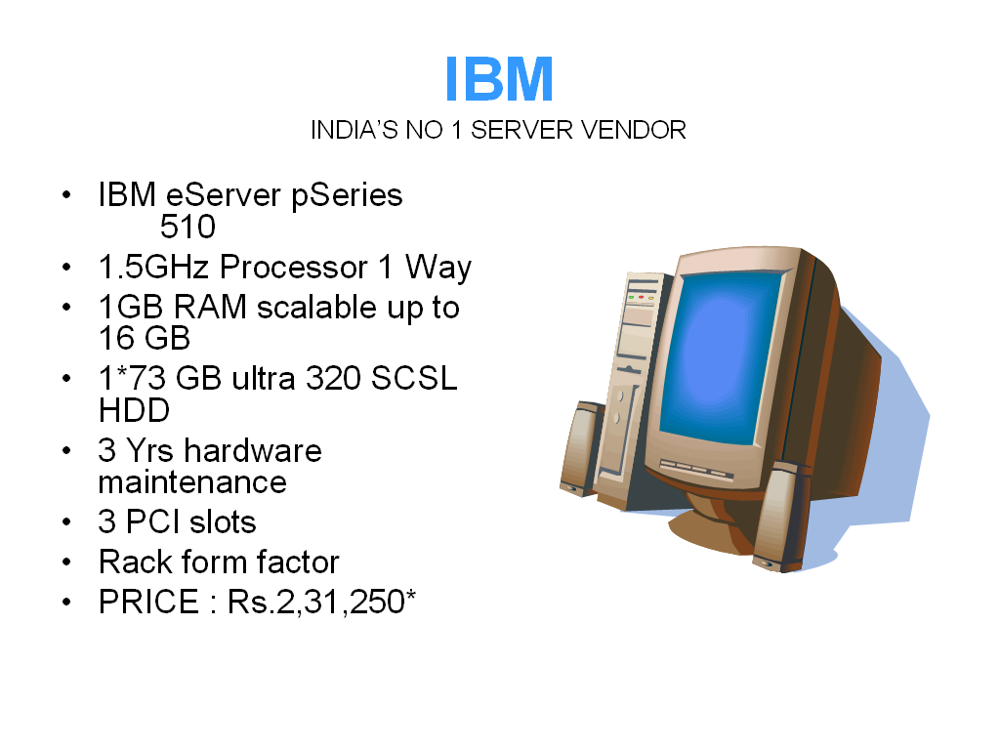 IBM
INDIA’S NO 1 SERVER VENDOR
• IBM eServer pSeries
510
• 1.5GHz Processor 1 Way
• 1GB RAM scalable up to
16 GB
• 1*73 GB ultra 320 SCSL
HDD
• 3 Yrs hardware
maintenance
• 3 PCI slots
• Rack form factor
• PRICE : Rs.2,31,250*